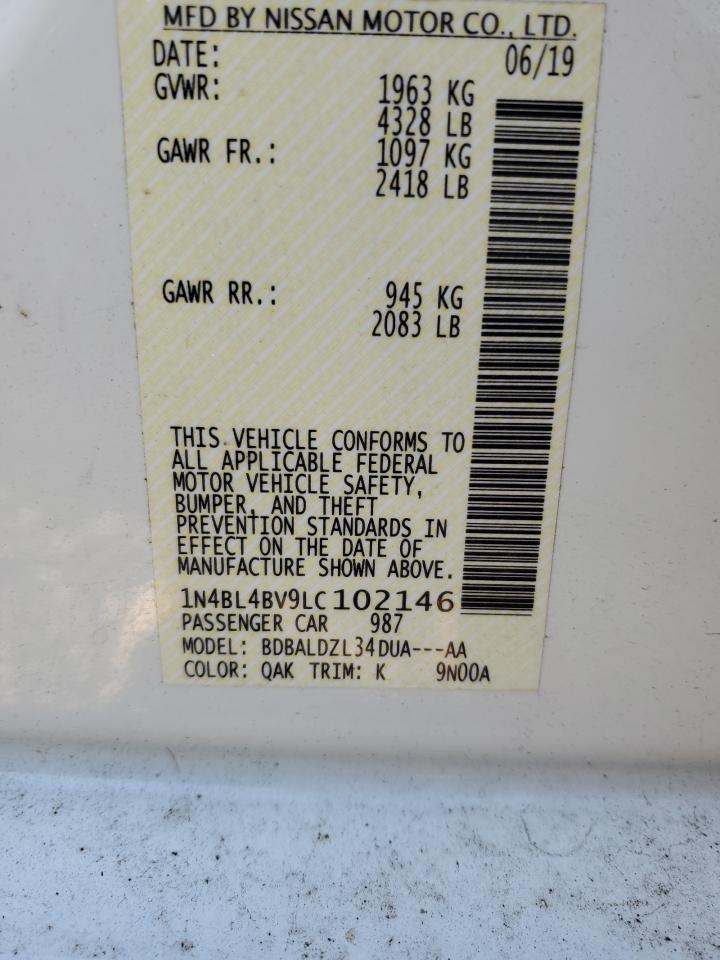 MFD BY NISSAN MOTOR CO., LTD.
DATE: 06/19
GVWR: 1963 KG
4328 LB
GAWR FR.: 1097 KG
2418 LB
GAWR RR.: 945 KG
2083 LB
THIS VEHICLE CONFORMS TO
ALL APPLICABLE FEDERAL
MOTOR VEHICLE SAFETY,
BUMPER, AND THEFT
PREVENTION STANDARDS IN
EFFECT ON THE DATE OF
MANUFACTURE SHOWN ABOVE.
1N4BL4BV9LC102146
PASSENGER CAR 987
MODEL: BDBALDZL34DUA---AA
COLOR: QAK TRIM: K 9N00A